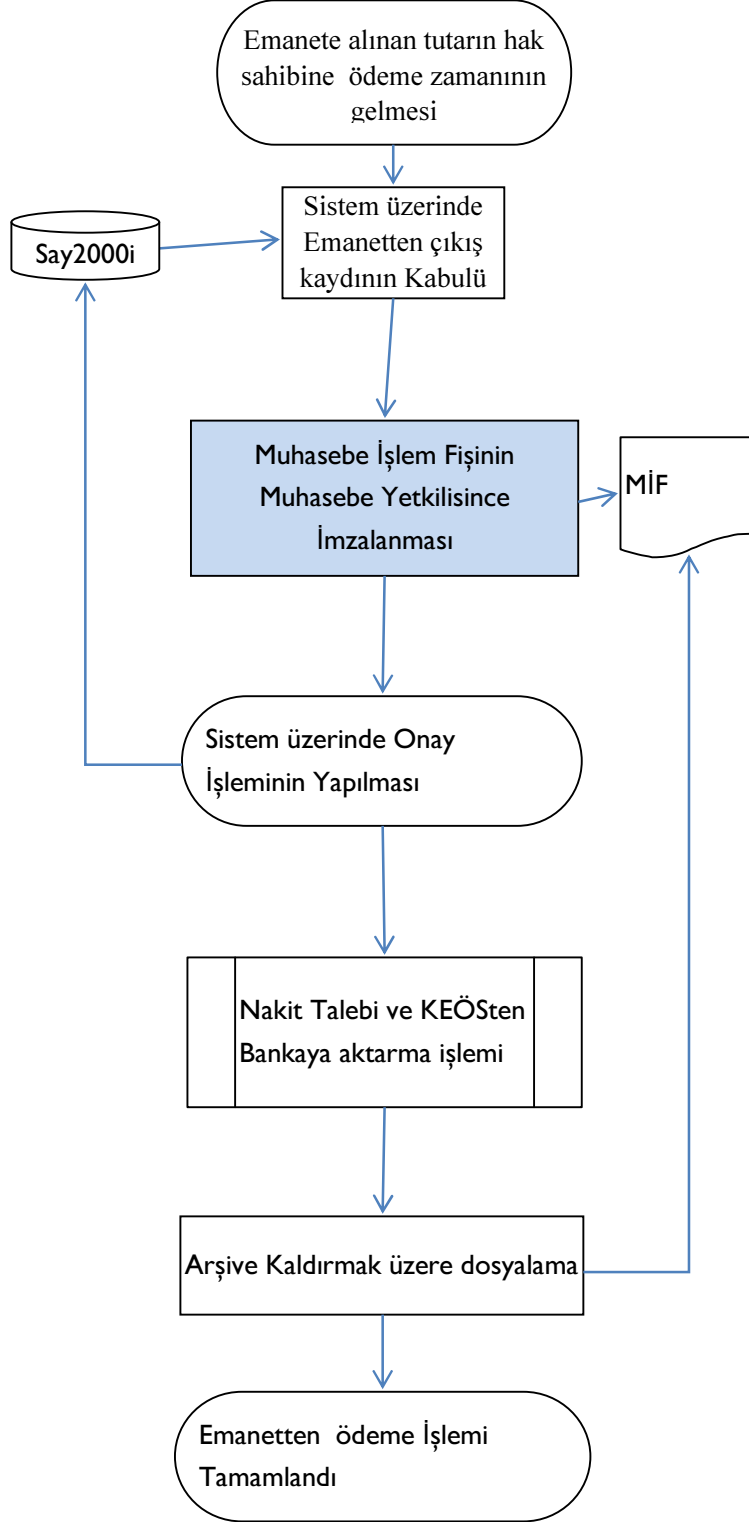 Emanete alınan tutarın hak
sahibine ödeme zamanının
gelmesi
Sistem üzerinde
Emanetten çıkış
kaydının Kabulü
Say2000i
Muhasebe İşlem Fişinin
Muhasebe Yetkilisince
İmzalanması
MİF
Sistem üzerinde Onay
İşleminin Yapılması
Nakit Talebi ve KEÖSten
Bankaya aktarma işlemi
Arşive Kaldırmak üzere dosyalama
Emanetten ödeme İşlemi
Tamamlandı